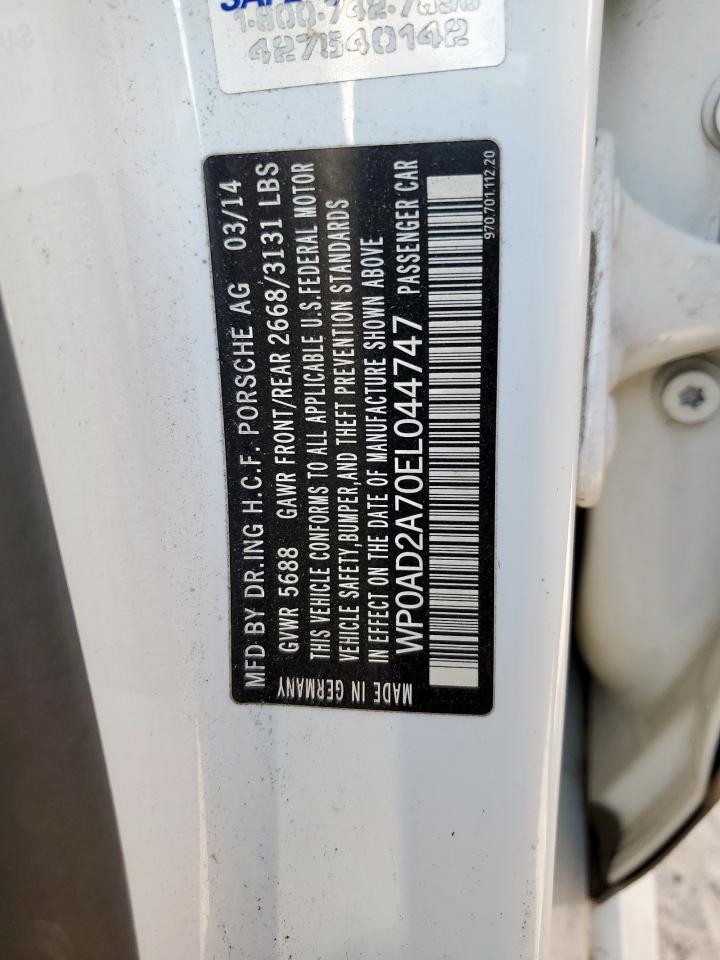 427540142
MFD BY DR.ING H.C.F. PORSCHE AG 03/14
GVWR 5688 GAWR FRONT/REAR 2668/3131 LBS
THIS VEHICLE CONFORMS TO ALL APPLICABLE U.S.FEDERAL MOTOR
VEHICLE SAFETY,BUMPER,AND THEFT PREVENTION STANDARDS
IN EFFECT ON THE DATE OF MANUFACTURE SHOWN ABOVE
WP0AD2A70EL044747 PASSENGER CAR
MADE IN GERMANY
970.701.112.20